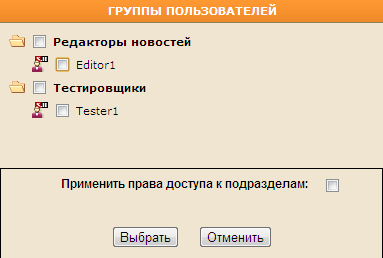 ГРУППЫ ПОЛЬЗОВАТЕЛЕЙ
Редакторы новостей
Editor1
Тестировщики
Tester1
Применить права доступа к подразделам:
Выбрать Отменить